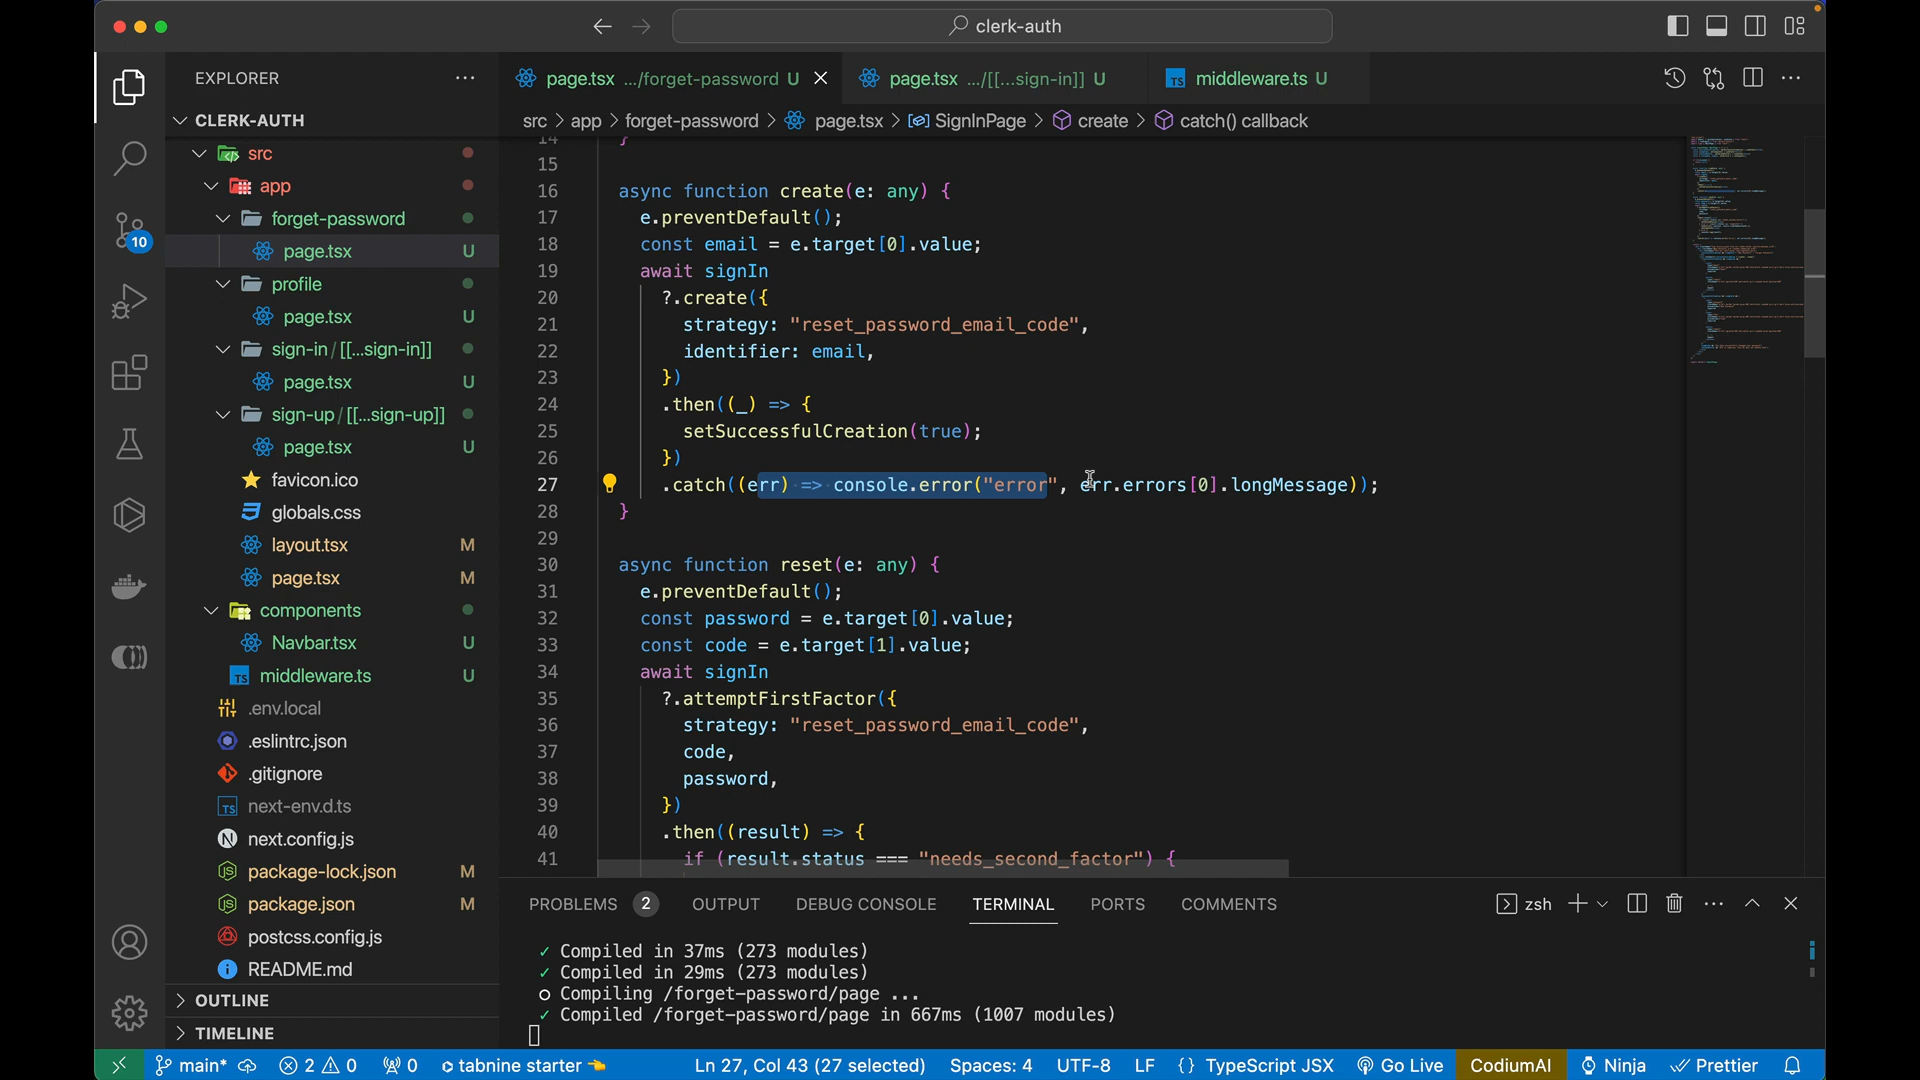 clerk-auth
EXPLORER
page.tsx .../forget-password U
page.tsx .../[[...sign-in]] U
TS middleware.ts U
CLERK-AUTH
src > app > forget-password > page.tsx > SignInPage > create > catch() callback
src
app
forget-password
page.tsx U
profile
page.tsx U
sign-in/[[...sign-in]]
page.tsx U
sign-up/[[...sign-up]]
page.tsx U
favicon.ico
globals.css
layout.tsx M
page.tsx M
components
Navbar.tsx U
TS middleware.ts U
.env.local
.eslintrc.json
.gitignore
TS next-env.d.ts
N next.config.js
package-lock.json M
package.json M
postcss.config.js
README.md
OUTLINE
TIMELINE
10
14 }
15
16 async function create(e: any) {
17 e.preventDefault();
18 const email = e.target[0].value;
19 await signIn
20 ?.create({
21 strategy: "reset_password_email_code",
22 identifier: email,
23 })
24 .then((_) => {
25 setSuccessfulCreation(true);
26 })
27 .catch((err) => console.error("error", err.errors[0].longMessage));
28 }
29
30 async function reset(e: any) {
31 e.preventDefault();
32 const password = e.target[0].value;
33 const code = e.target[1].value;
34 await signIn
35 ?.attemptFirstFactor({
36 strategy: "reset_password_email_code",
37 code,
38 password,
39 })
40 .then((result) => {
41 if (result.status === "needs_second_factor") {
PROBLEMS 2 OUTPUT DEBUG CONSOLE TERMINAL PORTS COMMENTS zsh
✓ Compiled in 37ms (273 modules)
✓ Compiled in 29ms (273 modules)
○ Compiling /forget-password/page ...
✓ Compiled /forget-password/page in 667ms (1007 modules)
main* 2 0 0 tabnine starter Ln 27, Col 43 (27 selected) Spaces: 4 UTF-8 LF {} TypeScript JSX Go Live CodiumAI Ninja Prettier